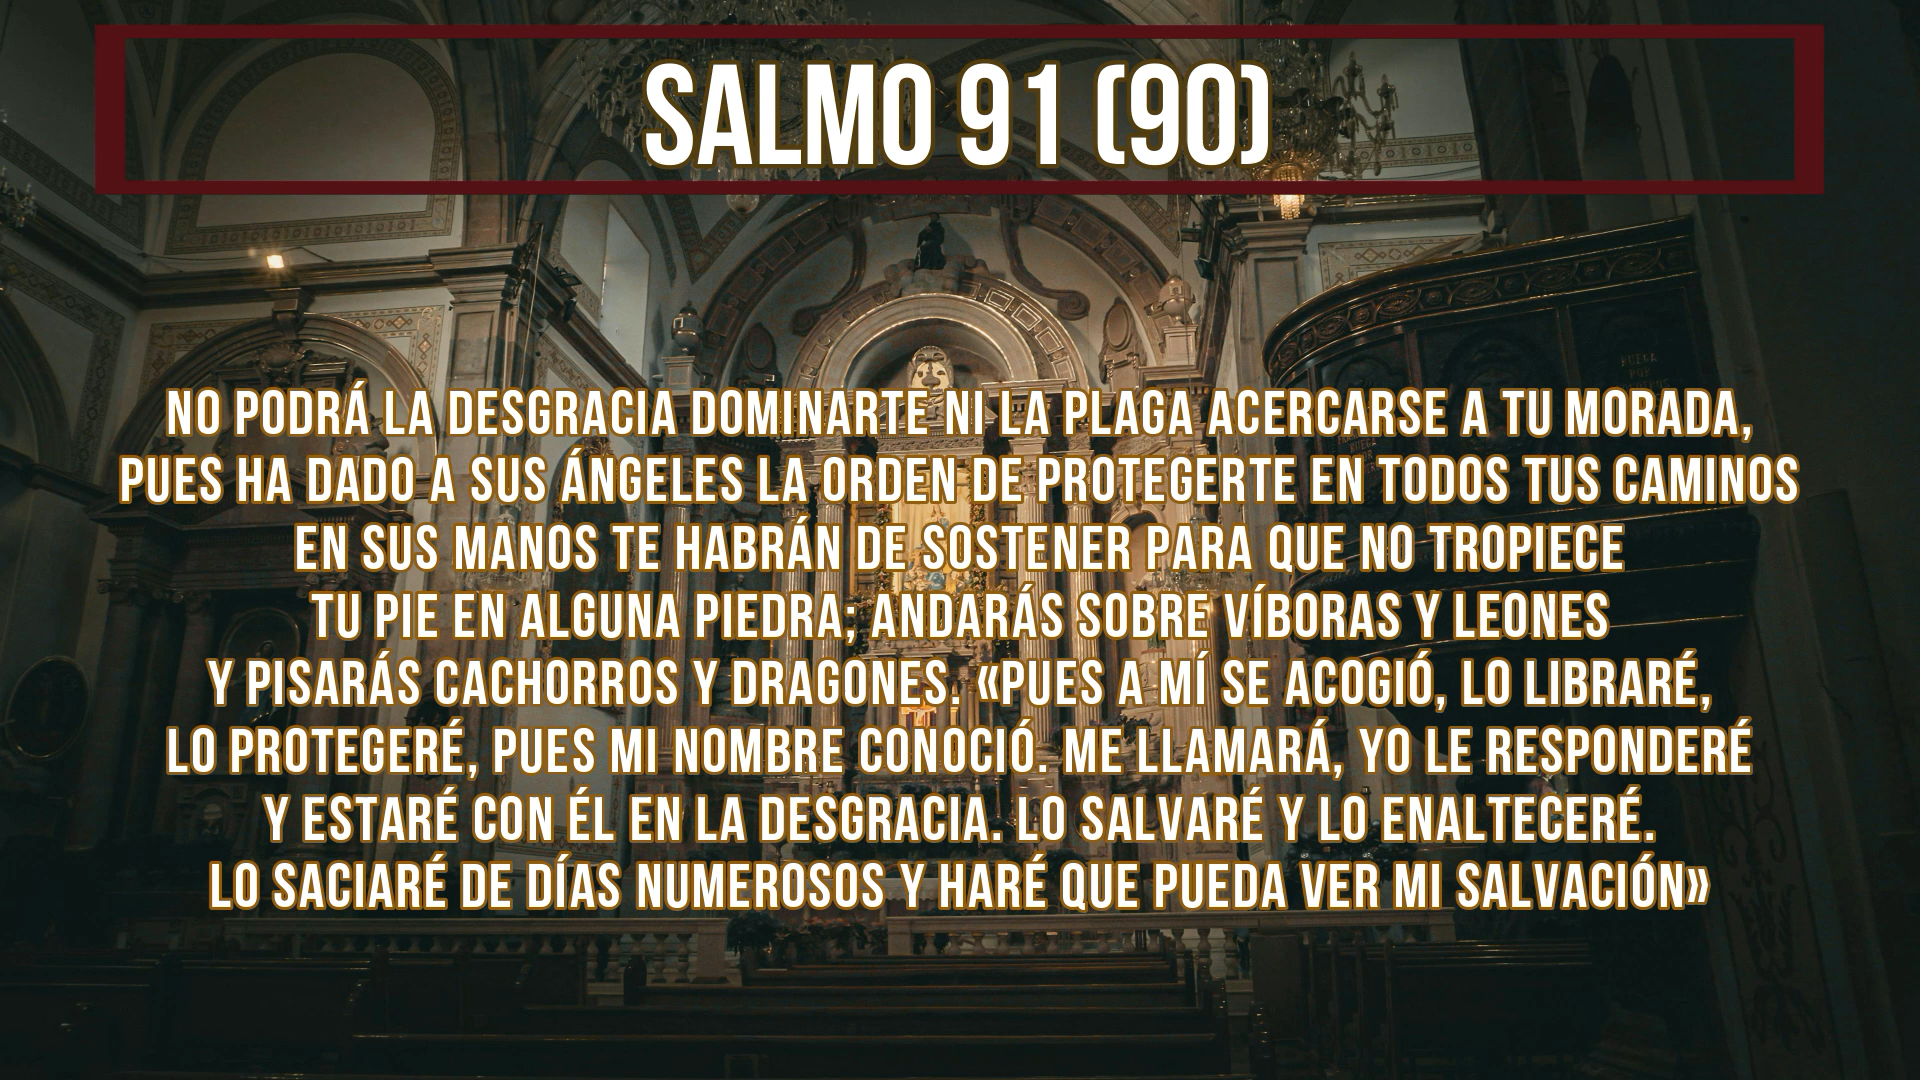 SALMO 91 (90)
NO PODRÁ LA DESGRACIA DOMINARTE NI LA PLAGA ACERCARSE A TU MORADA,
PUES HA DADO A SUS ÁNGELES LA ORDEN DE PROTEGERTE EN TODOS TUS CAMINOS
EN SUS MANOS TE HABRÁN DE SOSTENER PARA QUE NO TROPIECE
TU PIE EN ALGUNA PIEDRA; ANDARÁS SOBRE VÍBORAS Y LEONES
Y PISARÁS CACHORROS Y DRAGONES. «PUES A MÍ SE ACOGIÓ, LO LIBRARÉ,
LO PROTEGERÉ, PUES MI NOMBRE CONOCIÓ. ME LLAMARÁ, YO LE RESPONDERÉ
Y ESTARÉ CON ÉL EN LA DESGRACIA. LO SALVARÉ Y LO ENALTECERÉ.
LO SACIARÉ DE DÍAS NUMEROSOS Y HARÉ QUE PUEDA VER MI SALVACIÓN»